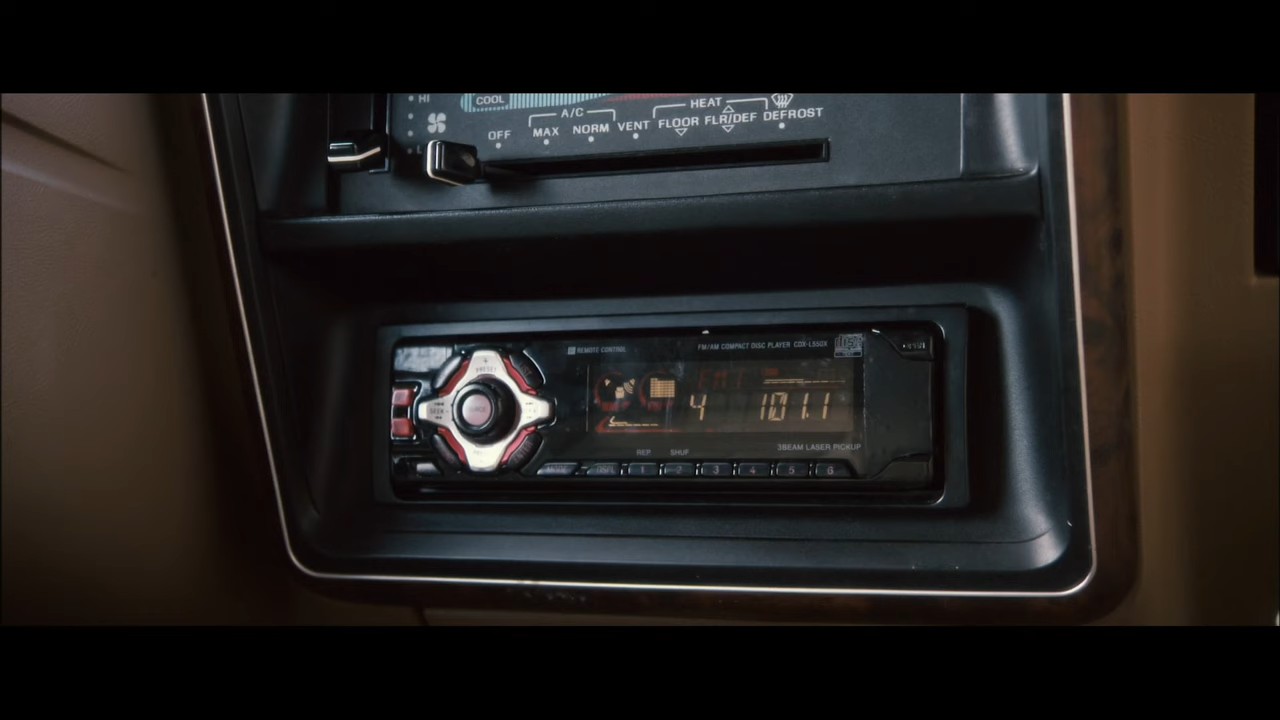 HI
COOL
A/C
HEAT
OFF
MAX
NORM
VENT
FLOOR
FLR/DEF
DEFROST
REMOTE CONTROL
FM/AM COMPACT DISC PLAYER CDX-L550X
SEEK
4 101.1
3BEAM LASER PICKUP
REP SHUF
1 2 3 4 5 6